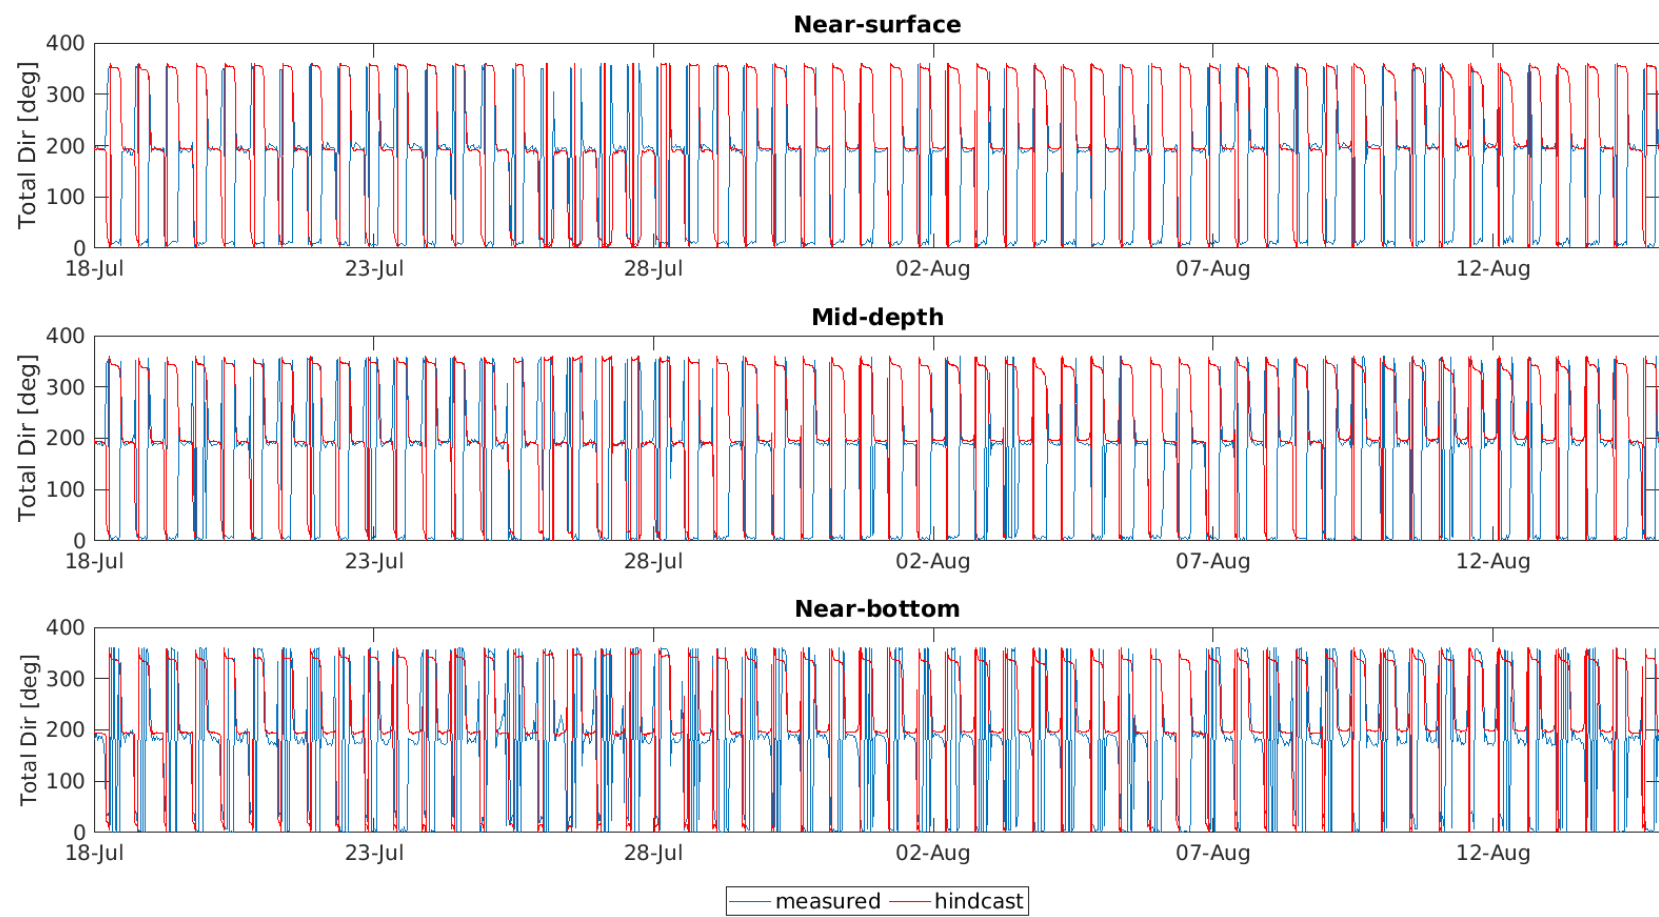 Near-surface
400
300
200
100
0
Total Dir [deg]
18-Jul 23-Jul 28-Jul 02-Aug 07-Aug 12-Aug
Mid-depth
400
300
200
100
0
Total Dir [deg]
18-Jul 23-Jul 28-Jul 02-Aug 07-Aug 12-Aug
Near-bottom
400
300
200
100
0
Total Dir [deg]
18-Jul 23-Jul 28-Jul 02-Aug 07-Aug 12-Aug
measured hindcast